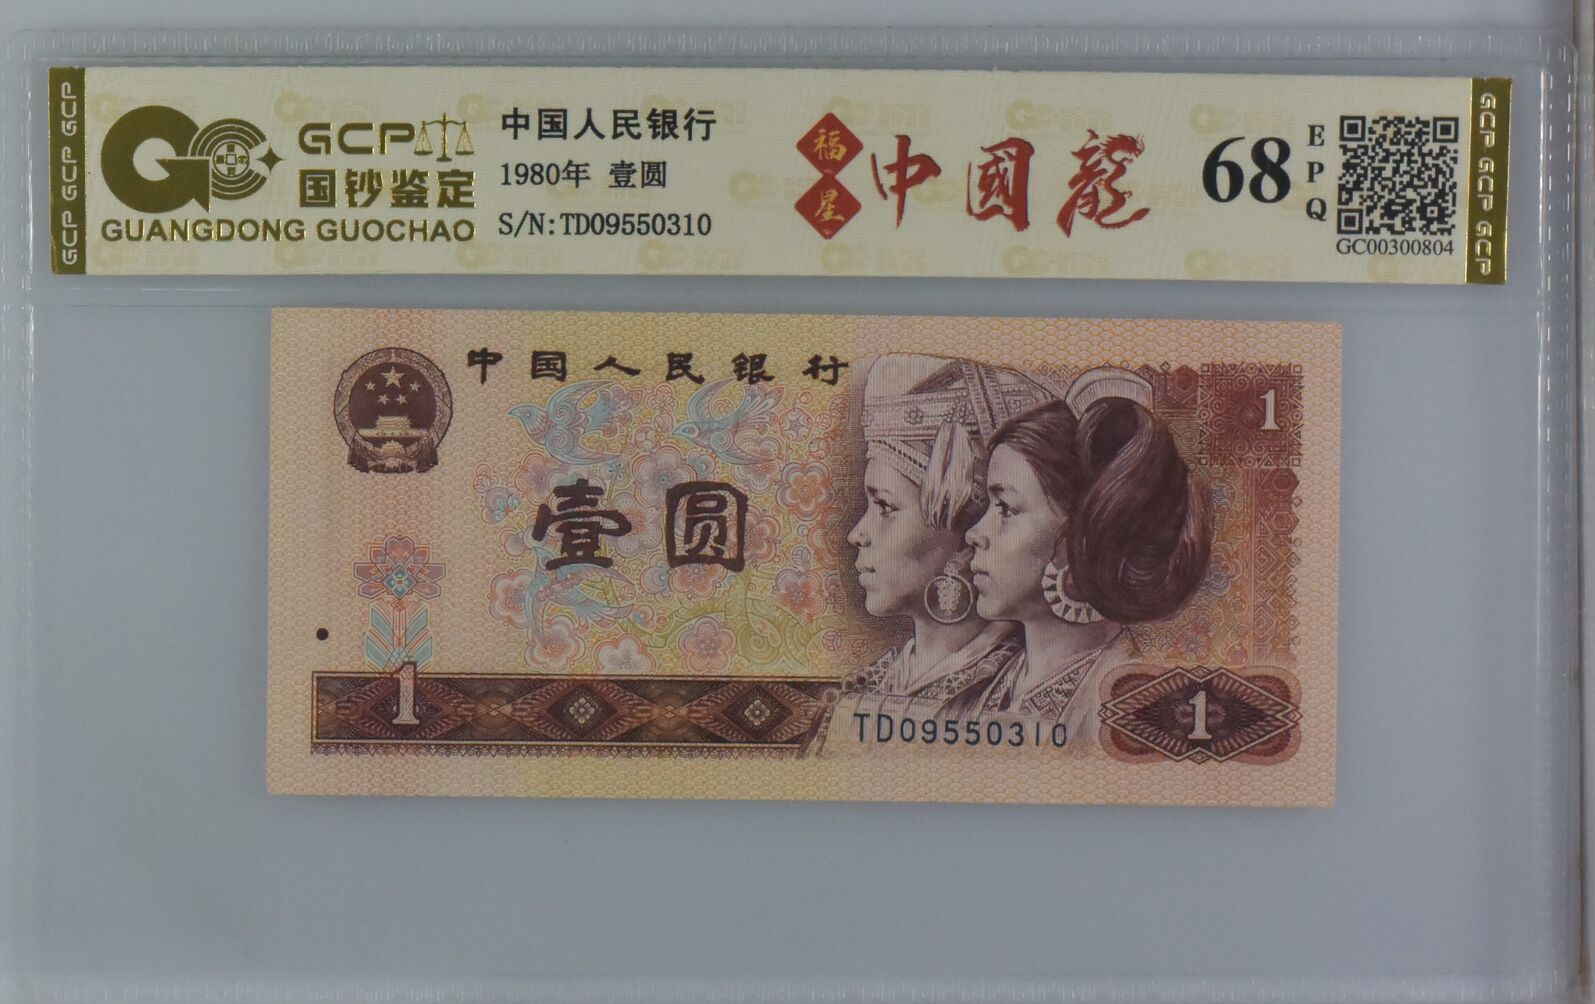 GCP GCP GCP
GCP
国钞鉴定
GUANGDONG GUOCHAO
中国人民银行
1980年 壹圆
S/N:TD09550310
福星
中國龍
68
EPQ
GC00300804
GCP GCP GCP
中国人民银行
1
壹圆
1
TD09550310
1